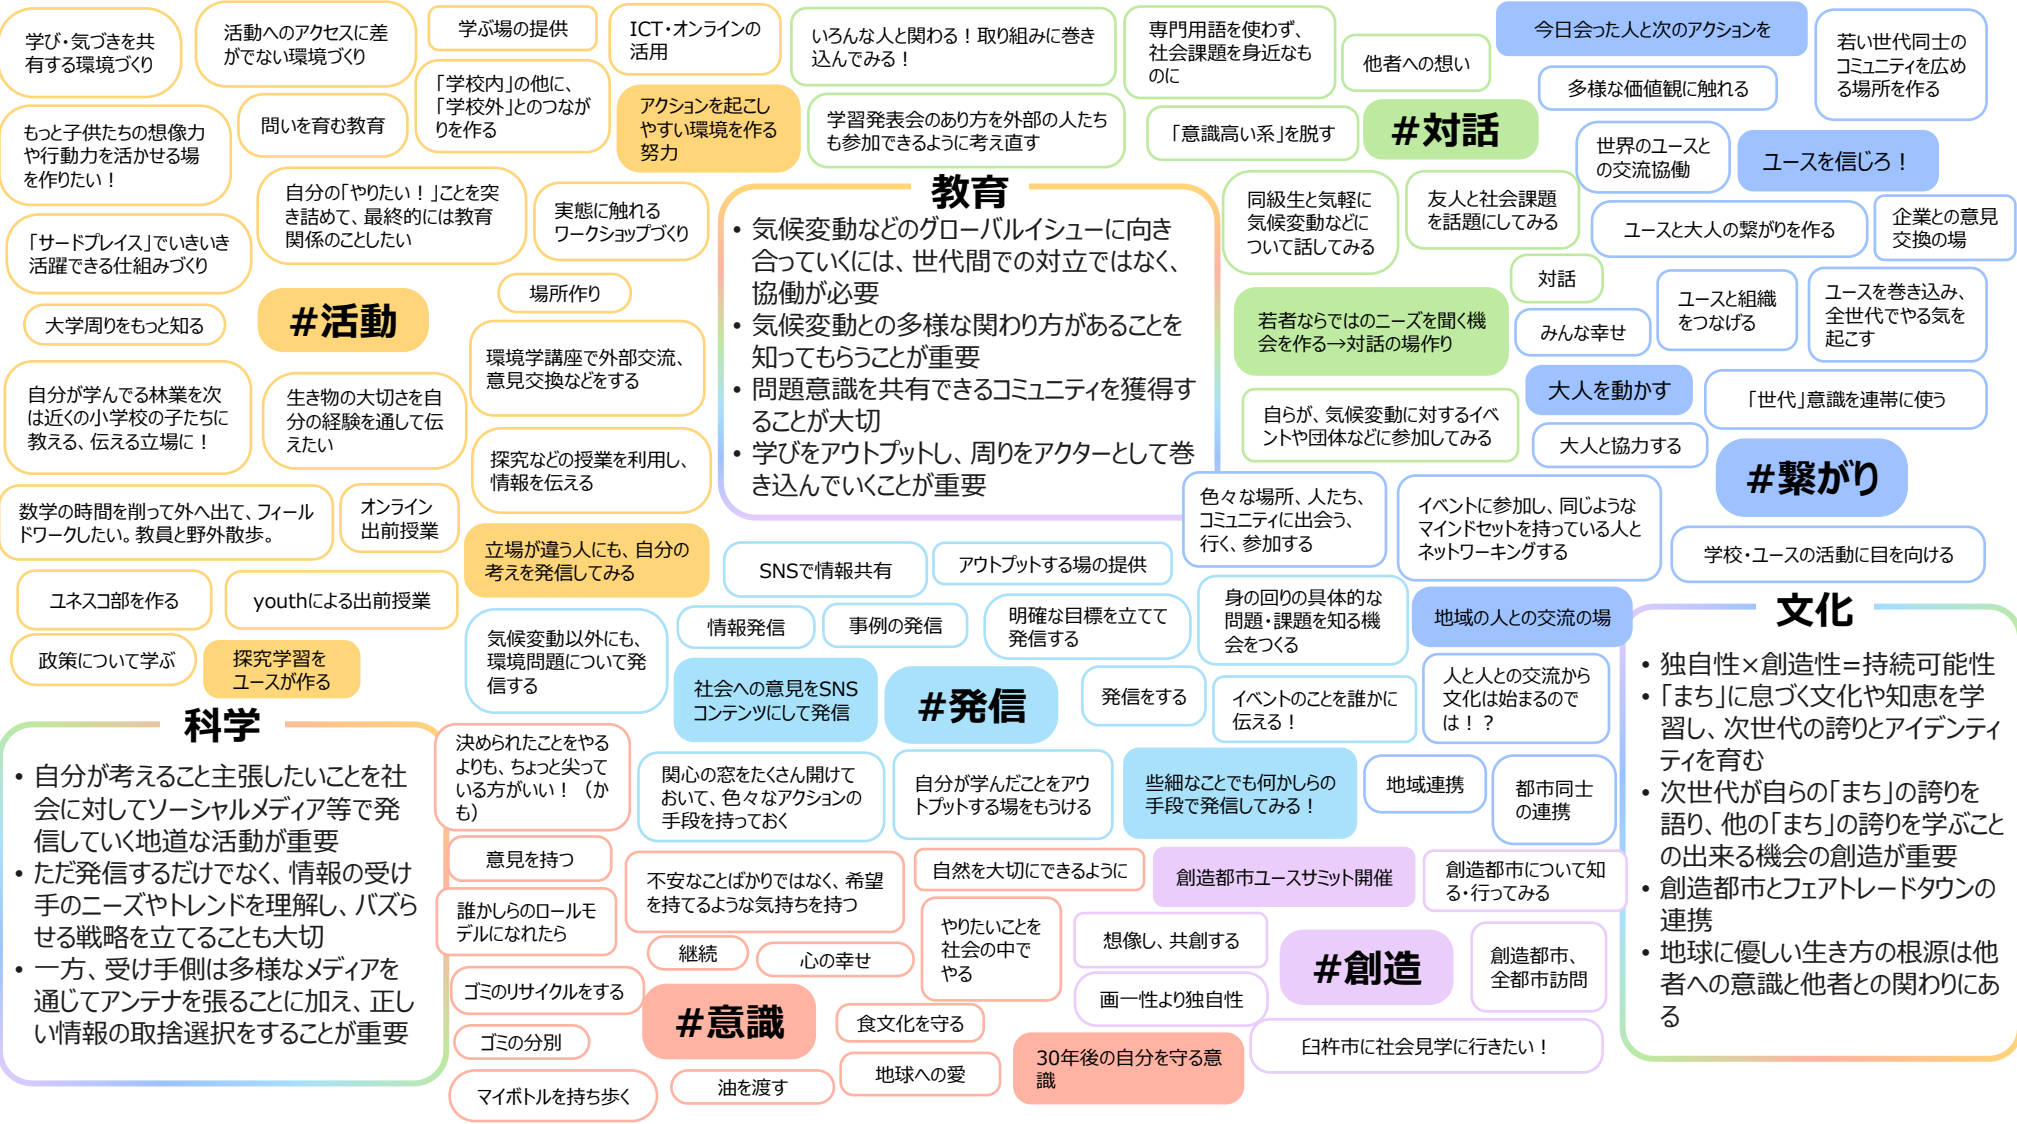 学び・気づきを共
有する環境づくり
活動へのアクセスに差
がでない環境づくり
学ぶ場の提供
ICT・オンラインの
活用
いろんな人と関わる！取り組みに巻き
込んでみる！
専門用語を使わず、
社会課題を身近なも
のに
他者への想い
今日会った人と次のアクションを
若い世代同士の
コミュニティを広め
る場所を作る
もっと子供たちの想像力
や行動力を活かせる場
を作りたい！
問いを育む教育
「学校内」の他に、
「学校外」とのつなが
りを作る
アクションを起こし
やすい環境を作る
努力
学習発表会のあり方を外部の人たち
も参加できるように考え直す
「意識高い系」を脱す
#対話
多様な価値観に触れる
世界のユースと
の交流協働
ユースを信じろ！
「サードプレイス」でいきいき
活躍できる仕組みづくり
自分の「やりたい！」ことを突
き詰めて、最終的には教育
関係のことしたい
実態に触れる
ワークショップづくり
教育
• 気候変動などのグローバルイシューに向き
合っていくには、世代間での対立ではなく、
協働が必要
• 気候変動との多様な関わり方があることを
知ってもらうことが重要
• 問題意識を共有できるコミュニティを獲得す
ることが大切
• 学びをアウトプットし、周りをアクターとして巻
き込んでいくことが重要
同級生と気軽に
気候変動などに
ついて話してみる
友人と社会課題
を話題にしてみる
ユースと大人の繋がりを作る
企業との意見
交換の場
大学周りをもっと知る
#活動
場所作り
環境学講座で外部交流、
意見交換などをする
若者ならではのニーズを聞く機
会を作る→対話の場作り
対話
みんな幸せ
ユースと組織
をつなげる
ユースを巻き込み、
全世代でやる気を
起こす
自分が学んでる林業を次
は近くの小学校の子たちに
教える、伝える立場に！
生き物の大切さを自
分の経験を通して伝
えたい
探究などの授業を利用し、
情報を伝える
自らが、気候変動に対するイベ
ントや団体などに参加してみる
大人を動かす
「世代」意識を連帯に使う
大人と協力する
#繋がり
数学の時間を削って外へ出て、フィール
ドワークしたい。教員と野外散歩。
オンライン
出前授業
立場が違う人にも、自分の
考えを発信してみる
色々な場所、人たち、
コミュニティに出会う、
行く、参加する
イベントに参加し、同じような
マインドセットを持っている人と
ネットワーキングする
学校・ユースの活動に目を向ける
ユネスコ部を作る
youthによる出前授業
政策について学ぶ
探究学習を
ユースが作る
SNSで情報共有
アウトプットする場の提供
気候変動以外にも、
環境問題について発
信する
情報発信
事例の発信
明確な目標を立てて
発信する
身の回りの具体的な
問題・課題を知る機
会をつくる
地域の人との交流の場
社会への意見をSNS
コンテンツにして発信
#発信
発信をする
イベントのことを誰かに
伝える！
人と人との交流から
文化は始まるので
は！？
文化
• 独自性×創造性=持続可能性
• 「まち」に息づく文化や知恵を学
習し、次世代の誇りとアイデンティ
ティを育む
• 次世代が自らの「まち」の誇りを
語り、他の「まち」の誇りを学ぶこと
の出来る機会の創造が重要
• 創造都市とフェアトレードタウンの
連携
• 地球に優しい生き方の根源は他
者への意識と他者との関わりにあ
る
科学
• 自分が考えること主張したいことを社
会に対してソーシャルメディア等で発
信していく地道な活動が重要
• ただ発信するだけでなく、情報の受け
手のニーズやトレンドを理解し、バズら
せる戦略を立てることも大切
• 一方、受け手側は多様なメディアを
通じてアンテナを張ることに加え、正し
い情報の取捨選択をすることが重要
決められたことをやる
よりも、ちょっと尖って
いる方がいい！（か
も）
関心の窓をたくさん開けて
おいて、色々なアクションの
手段を持っておく
自分が学んだことをアウ
トプットする場をもうける
些細なことでも何かしらの
手段で発信してみる！
地域連携
都市同士
の連携
意見を持つ
不安なことばかりではなく、希望
を持てるような気持ちを持つ
自然を大切にできるように
創造都市ユースサミット開催
創造都市について知
る・行ってみる
誰かしらのロールモ
デルになれたら
継続
心の幸せ
やりたいことを
社会の中で
やる
想像し、共創する
#創造
創造都市、
全都市訪問
ゴミのリサイクルをする
#意識
食文化を守る
画一性より独自性
ゴミの分別
地球への愛
30年後の自分を守る意
識
臼杵市に社会見学に行きたい！
マイボトルを持ち歩く
油を渡す